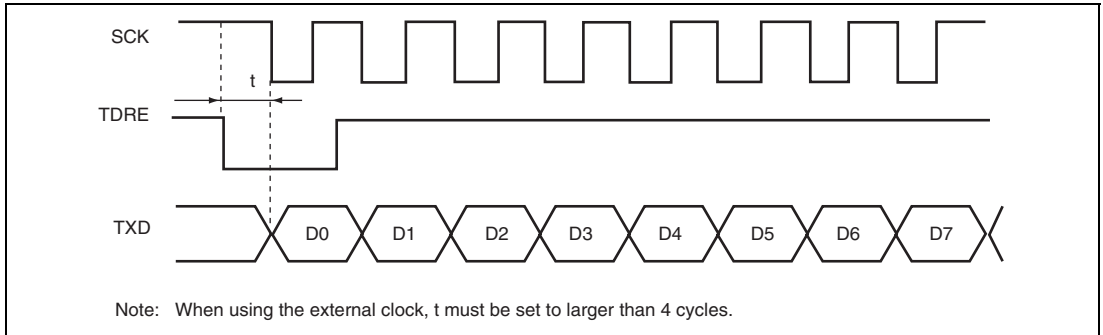 SCK
t
TDRE
TXD D0 D1 D2 D3 D4 D5 D6 D7
Note: When using the external clock, t must be set to larger than 4 cycles.